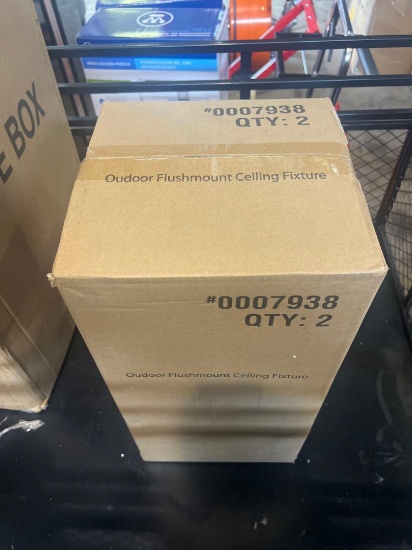 #0007938
QTY: 2
Oudoor Flushmount Ceiling Fixture
#0007938
QTY: 2
Oudoor Flushmount Ceiling Fixture
E BOX
W